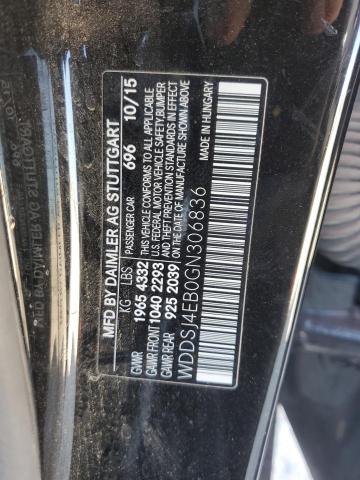 MFD BY DAIMLER AG STUTTGART
KG LBS PASSENGER CAR 696 10/15
GVWR 1965 4332 THIS VEHICLE CONFORMS TO ALL APPLICABLE
GAWR FRONT 1040 2293 U.S. FEDERAL MOTOR VEHICLE SAFETY, BUMPER
GAWR REAR 925 2039 AND THEFT PREVENTION STANDARDS IN EFFECT
ON THE DATE OF MANUFACTURE
WDDSJ4EB0GN306836
MADE IN HUNGARY